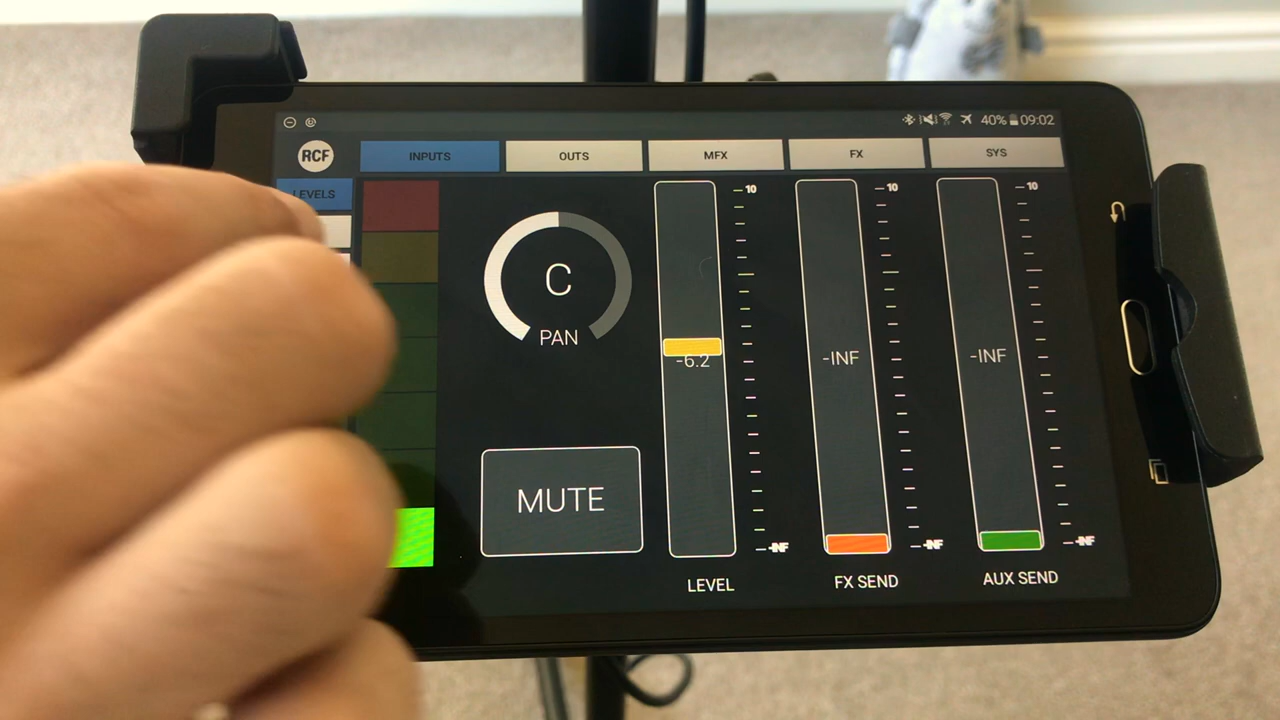 40% 09:02
RCF INPUTS OUTS MFX FX SYS
LEVELS
10 10 10
C
PAN
-6.2 -INF -INF
MUTE
-INF -INF -INF
LEVEL FX SEND AUX SEND